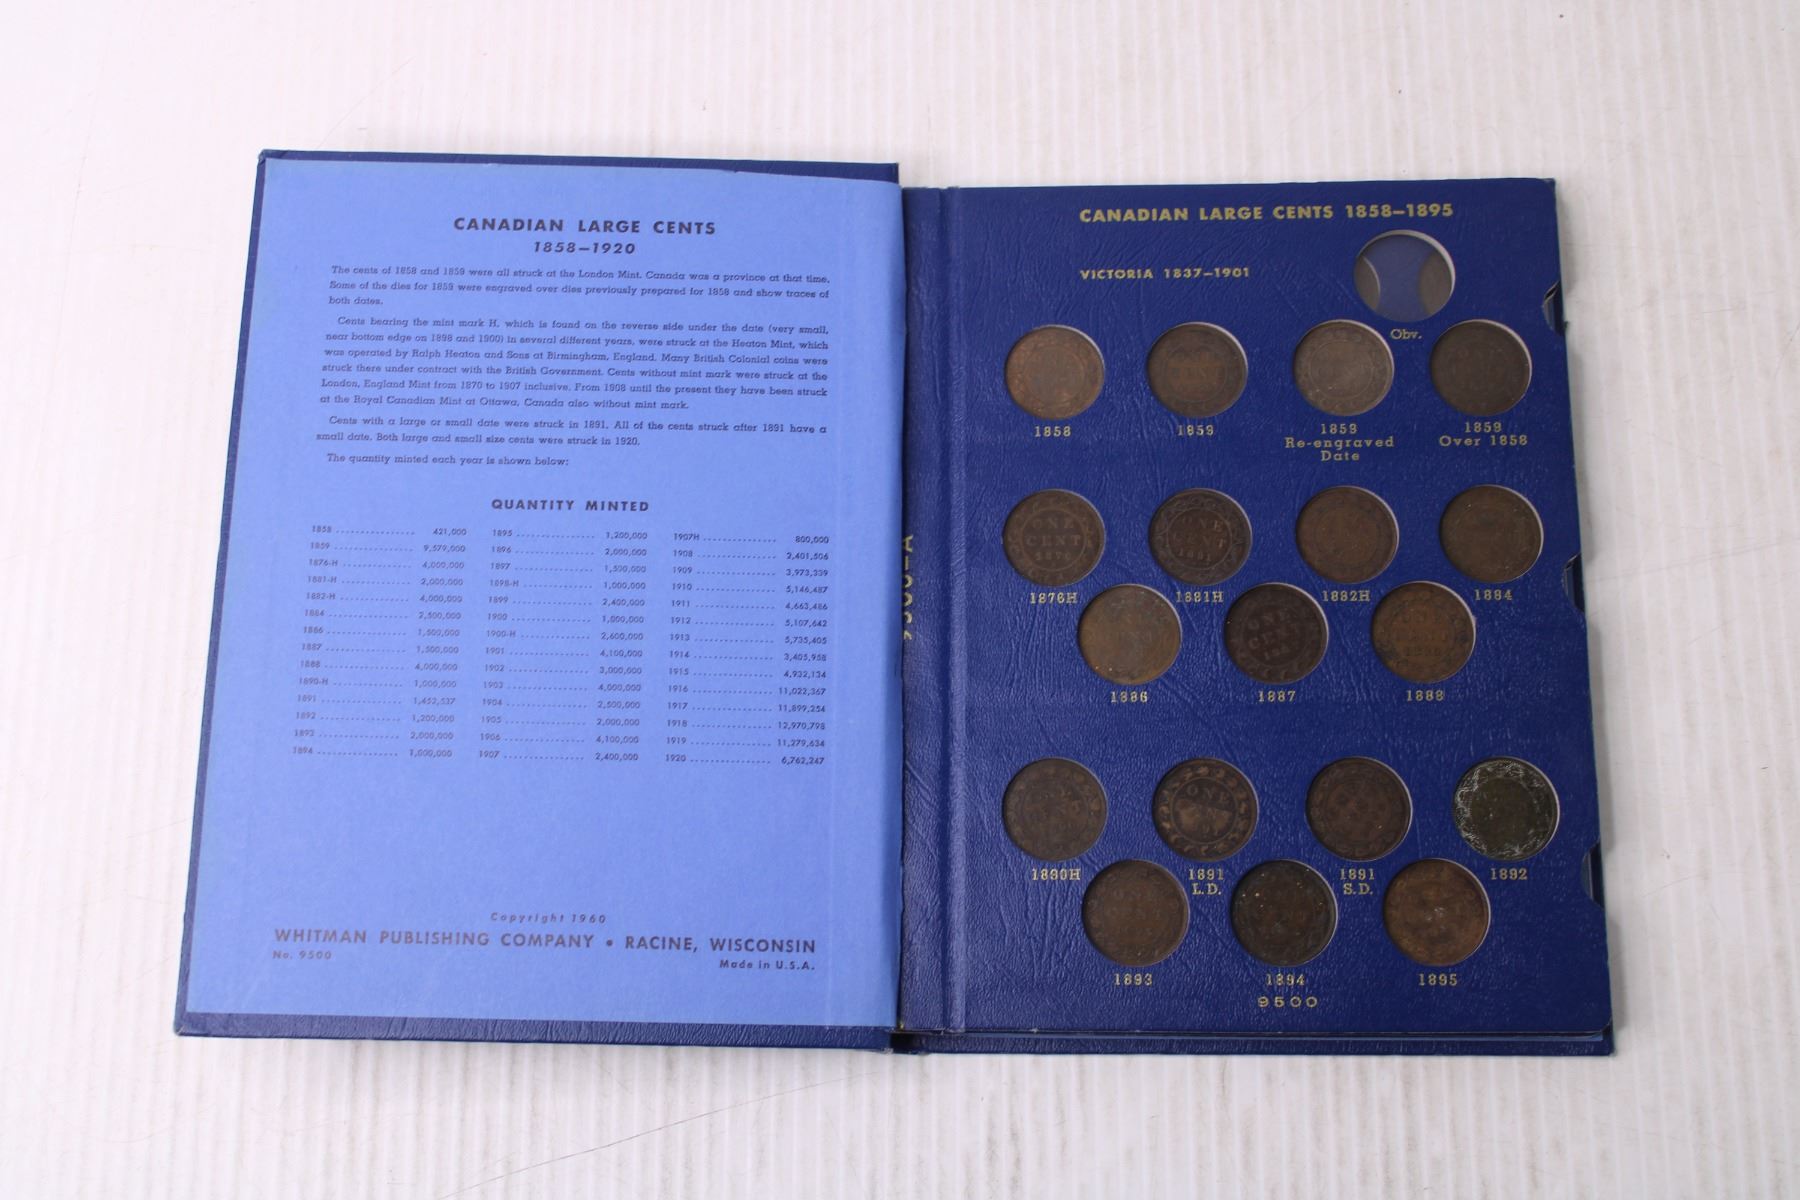 CANADIAN LARGE CENTS
1858–1920
The cents of 1858 and 1859 were all struck at the London Mint. Canada was a province at that time.
Some of the dies for 1859 were engraved over dies previously prepared for 1858 and show traces of
both dates.
Cents bearing the mint mark H, which is found on the reverse side under the date (very small,
near bottom edge on 1898 and 1900) in several different years, were struck at the Heaton Mint, which
was operated by Ralph Heaton and Sons at Birmingham, England. Many British Colonial coins were
struck there under contract with the British Government. Cents without mint mark were struck at the
London, England Mint from 1870 to 1907 inclusive. From 1908 until the present they have been struck
at the Royal Canadian Mint at Ottawa, Canada also without mint mark.
Cents with a large or small date were struck in 1891. All of the cents struck after 1891 have a
small date. Both large and small size cents were struck in 1920.
The quantity minted each year is shown below:
QUANTITY MINTED
1858 ............... 421,000
1859 ............... 9,579,000
1876-H ............... 4,000,000
1881-H ............... 2,000,000
1882-H ............... 4,000,000
1884 ............... 2,500,000
1886 ............... 1,500,000
1887 ............... 1,500,000
1888 ............... 4,000,000
1890-H ............... 1,000,000
1891 ............... 1,452,537
1892 ............... 1,200,000
1893 ............... 2,000,000
1894 ............... 1,000,000
1895 ............... 1,200,000
1896 ............... 2,000,000
1897 ............... 1,500,000
1898-H ............... 1,000,000
1899 ............... 2,400,000
1900 ............... 1,000,000
1900-H ............... 2,600,000
1901 ............... 4,100,000
1902 ............... 3,000,000
1903 ............... 4,000,000
1904 ............... 2,500,000
1905 ............... 2,000,000
1906 ............... 4,100,000
1907 ............... 2,400,000
1907H ............... 800,000
1908 ............... 2,401,506
1909 ............... 3,973,339
1910 ............... 5,146,487
1911 ............... 4,663,486
1912 ............... 5,107,642
1913 ............... 5,735,405
1914 ............... 3,405,958
1915 ............... 4,932,134
1916 ............... 11,022,367
1917 ............... 11,899,254
1918 ............... 12,970,798
1919 ............... 11,279,634
1920 ............... 6,762,247
Copyright 1960
WHITMAN PUBLISHING COMPANY • RACINE, WISCONSIN
No. 9500
Made in U.S.A.
CANADIAN LARGE CENTS 1858–1895
VICTORIA 1837–1901
Obv.
1858
1859
1859
Re-engraved
Date
1859
Over 1858
ONE
CENT
1876
ONE
CENT
1881
1876H
1881H
1882H
1884
ONE
CENT
1886
1887
1888
ONE
1890H
1891
L.D.
1891
S.D.
1892
1893
1894
1895
9500